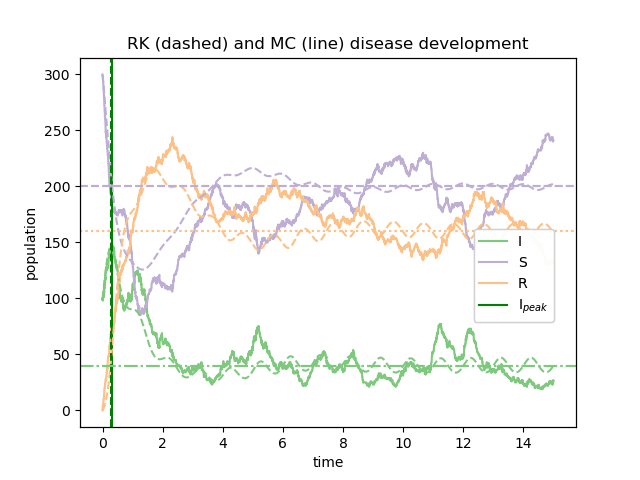 RK (dashed) and MC (line) disease development
300
250
200
150
100
50
0
population
I
S
R
I_peak
0 2 4 6 8 10 12 14
time